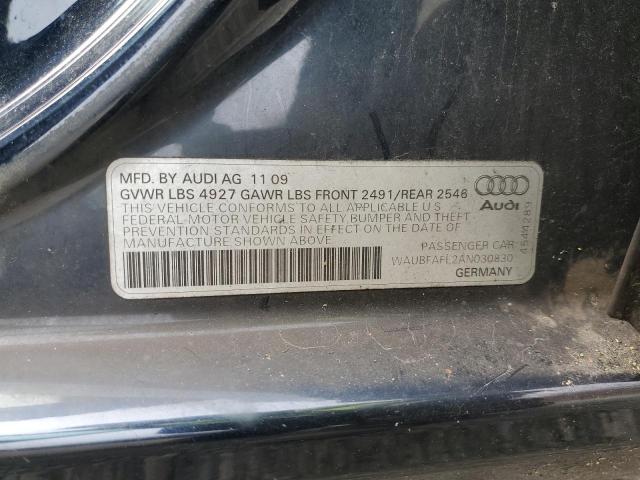 MFD. BY AUDI AG 11 09
GVWR LBS 4927 GAWR LBS FRONT 2491/REAR 2546
THIS VEHICLE CONFORMS TO ALL APPLICABLE U S
FEDERAL MOTOR VEHICLE SAFETY BUMPER AND THEFT
PREVENTION STANDARDS IN EFFECT ON THE DATE OF
MANUFACTURE SHOWN ABOVE
PASSENGER CAR
WAUBFAFL2AN030830
GERMANY
Audi
454M289